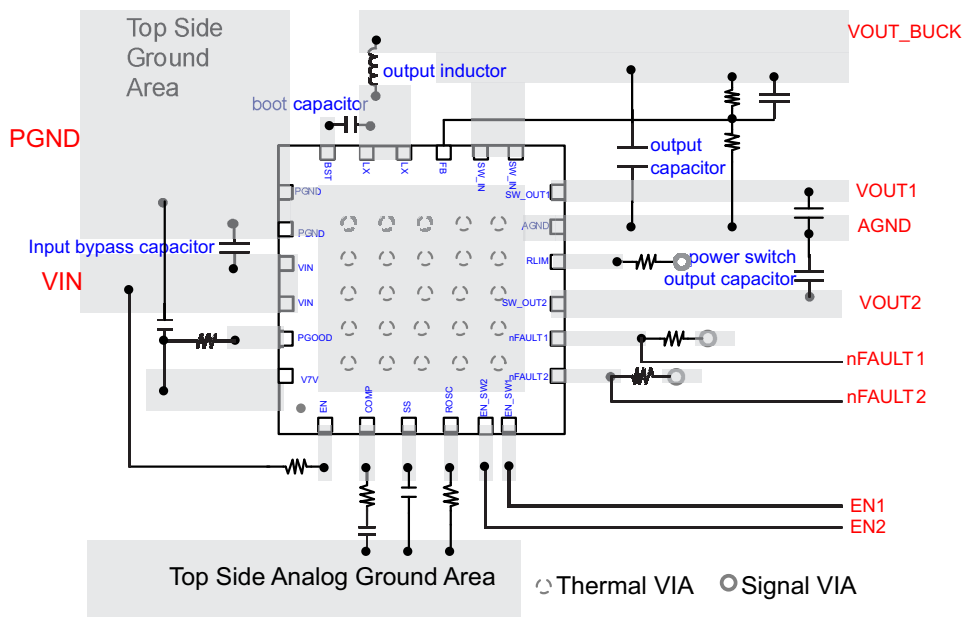 Top Side
Ground
Area
VOUT_BUCK
output inductor
boot capacitor
PGND
output
capacitor
BST
LX
LX
FB
SW_IN
SW_IN
PGND
SW_OUT1
VOUT1
PGND
AGND
AGND
Input bypass capacitor
VIN
RLIM
power switch
output capacitor
VIN
VIN
SW_OUT2
VOUT2
PGOOD
nFAULT1
nFAULT1
V7V
nFAULT2
nFAULT2
EN
COMP
SS
ROSC
EN_SW2
EN_SW1
EN1
EN2
Top Side Analog Ground Area
Thermal VIA
Signal VIA